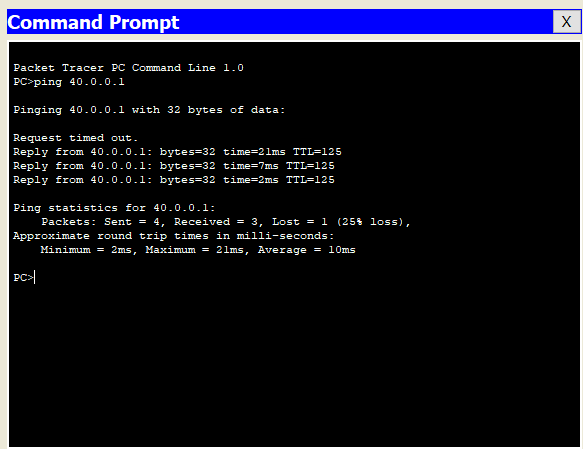 Command Prompt
X
Packet Tracer PC Command Line 1.0
PC>ping 40.0.0.1
Pinging 40.0.0.1 with 32 bytes of data:
Request timed out.
Reply from 40.0.0.1: bytes=32 time=21ms TTL=125
Reply from 40.0.0.1: bytes=32 time=7ms TTL=125
Reply from 40.0.0.1: bytes=32 time=2ms TTL=125
Ping statistics for 40.0.0.1:
    Packets: Sent = 4, Received = 3, Lost = 1 (25% loss),
Approximate round trip times in milli-seconds:
    Minimum = 2ms, Maximum = 21ms, Average = 10ms
PC>